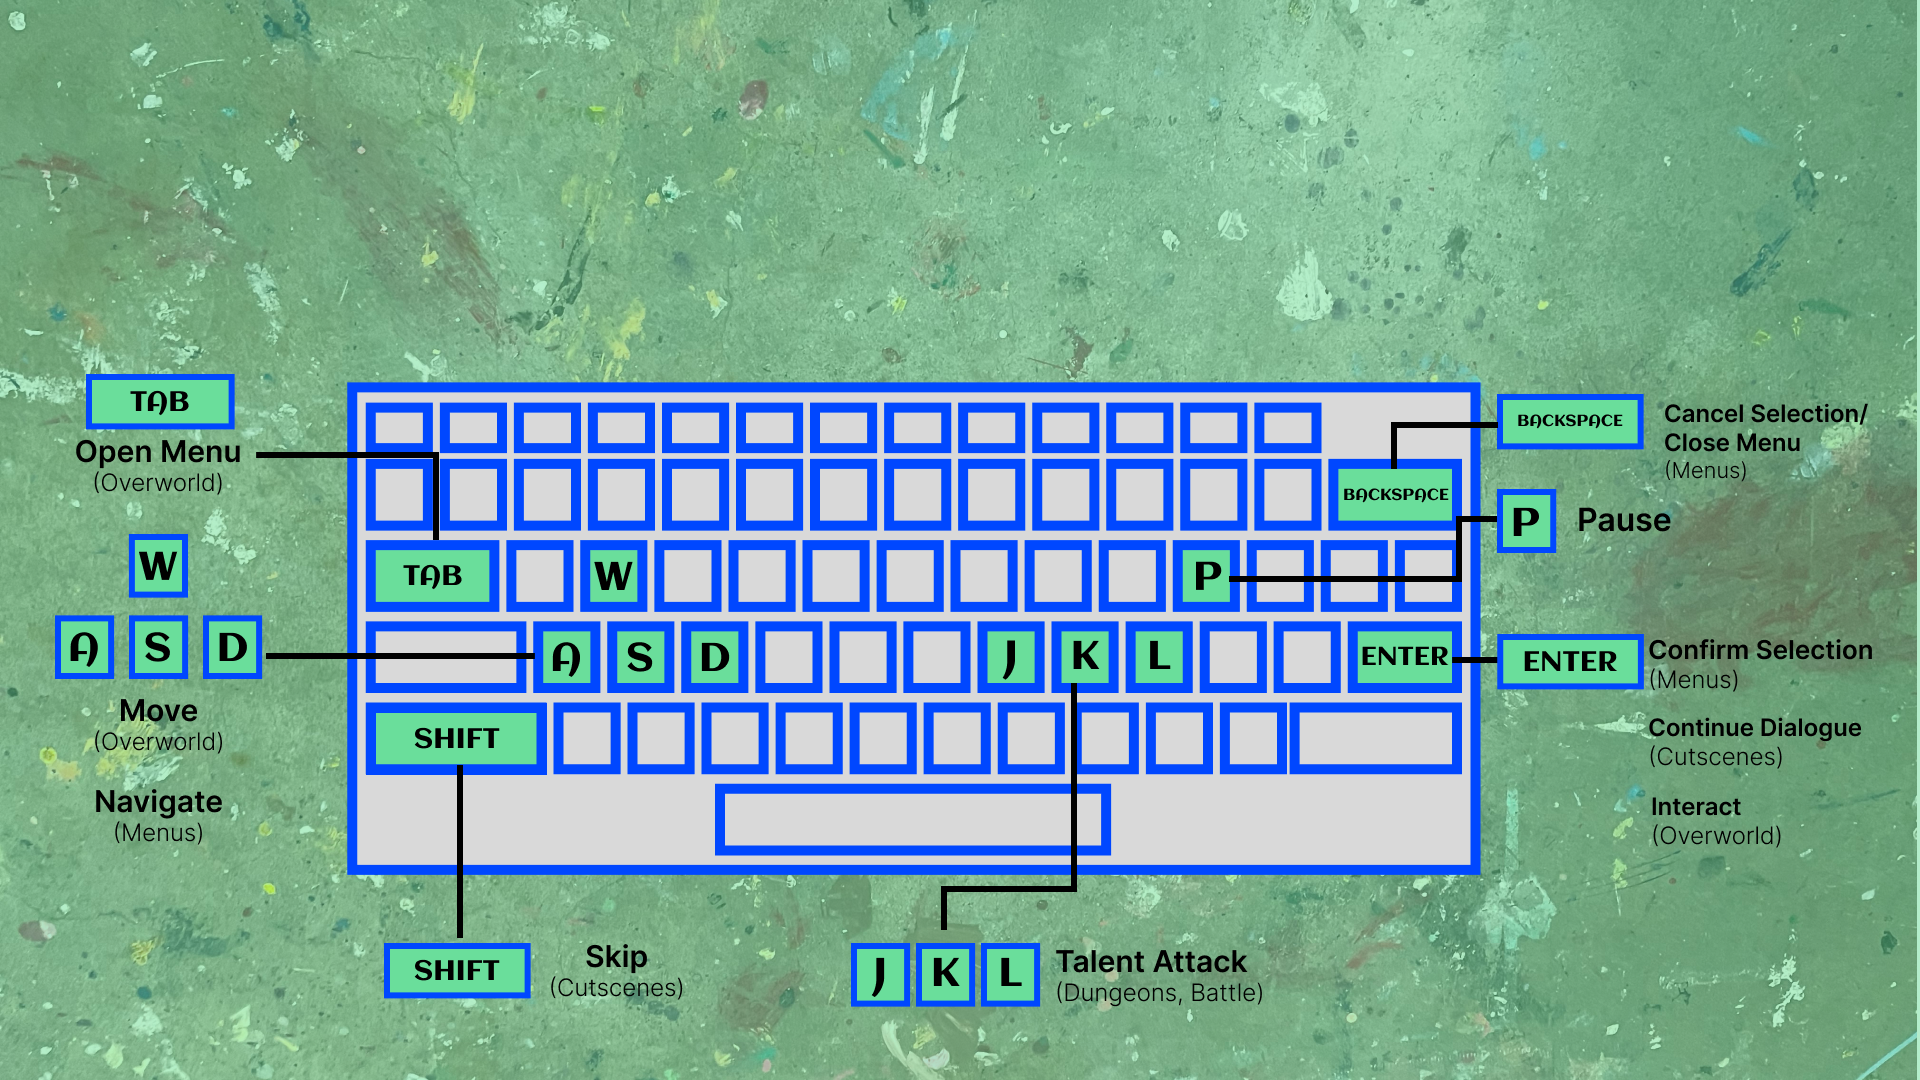 TAB
Open Menu
(Overworld)
W
A S D
Move
(Overworld)
Navigate
(Menus)
BACKSPACE
TAB W P
A S D J K L ENTER
SHIFT
BACKSPACE
Cancel Selection/
Close Menu
(Menus)
P Pause
ENTER
Confirm Selection
(Menus)
Continue Dialogue
(Cutscenes)
Interact
(Overworld)
SHIFT
Skip
(Cutscenes)
J K L
Talent Attack
(Dungeons, Battle)